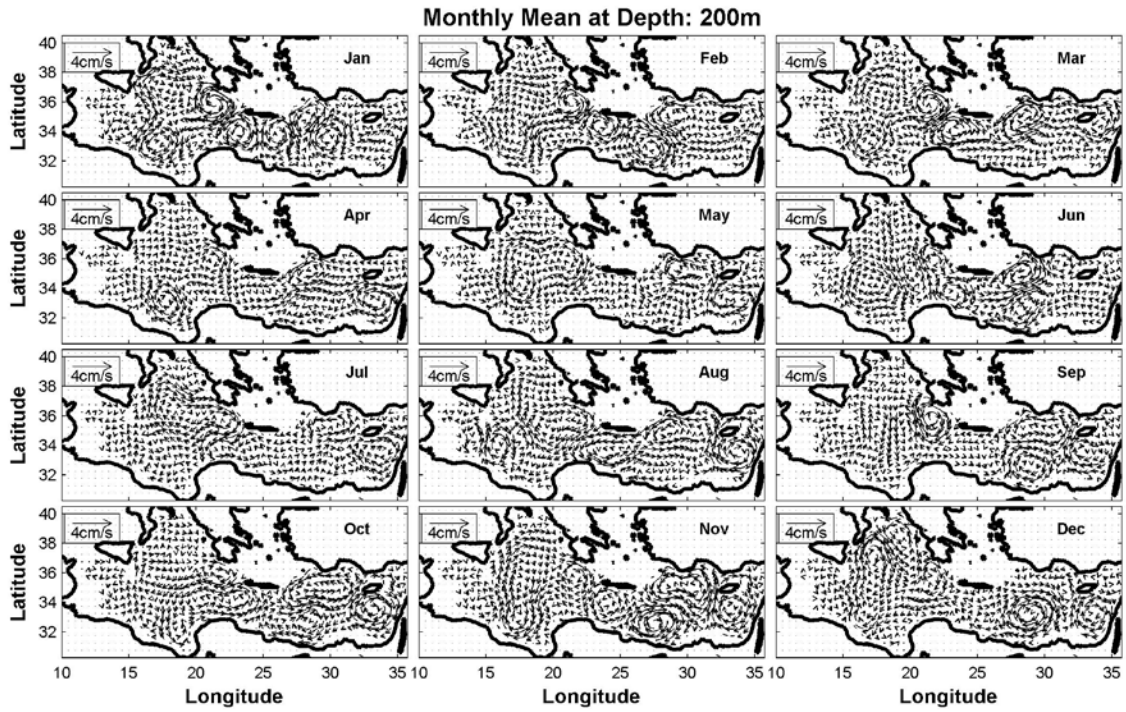 Monthly Mean at Depth: 200m
40 4cm/s Jan 4cm/s Feb 4cm/s Mar
38
Latitude
36
34
32
40 4cm/s Apr 4cm/s May 4cm/s Jun
38
Latitude
36
34
32
40 4cm/s Jul 4cm/s Aug 4cm/s Sep
38
Latitude
36
34
32
40 4cm/s Oct 4cm/s Nov 4cm/s Dec
38
Latitude
36
34
32
10 15 20 25 30 35 10 15 20 25 30 35 10 15 20 25 30 35
Longitude Longitude Longitude